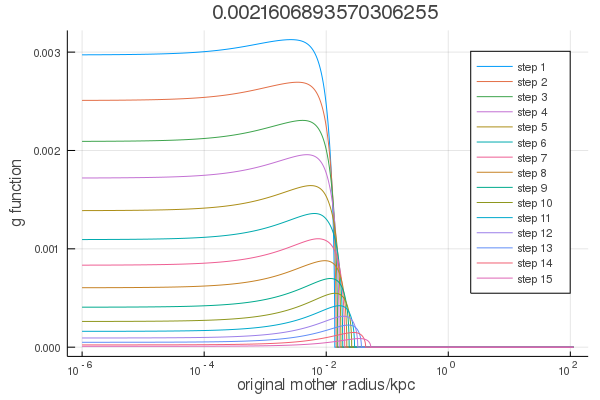 0.0021606893570306255
g function
0.003
0.002
0.001
0.000
10⁻⁶
10⁻⁴
10⁻²
10⁰
10²
original mother radius/kpc
step 1
step 2
step 3
step 4
step 5
step 6
step 7
step 8
step 9
step 10
step 11
step 12
step 13
step 14
step 15